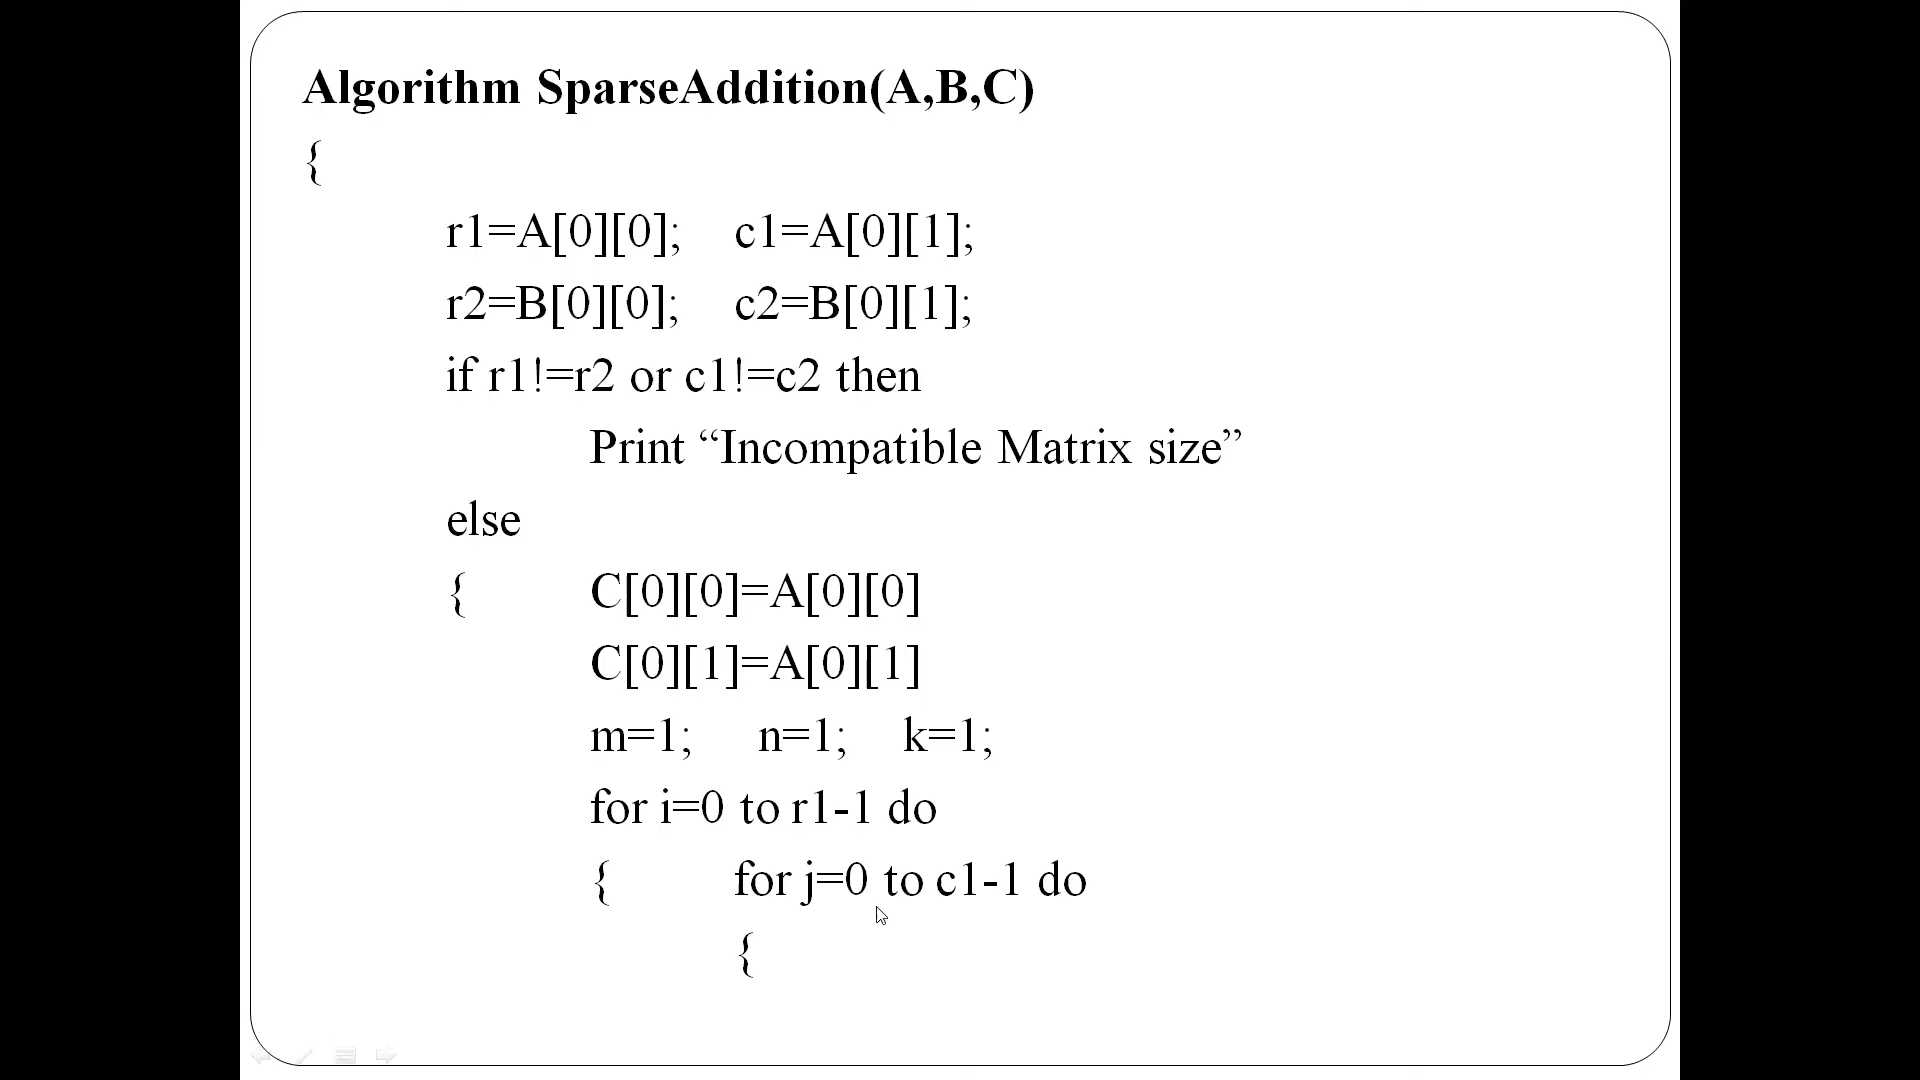 Algorithm SparseAddition(A,B,C)
{
r1=A[0][0]; c1=A[0][1];
r2=B[0][0]; c2=B[0][1];
if r1!=r2 or c1!=c2 then
Print “Incompatible Matrix size”
else
{ C[0][0]=A[0][0]
C[0][1]=A[0][1]
m=1; n=1; k=1;
for i=0 to r1-1 do
{ for j=0 to c1-1 do
{